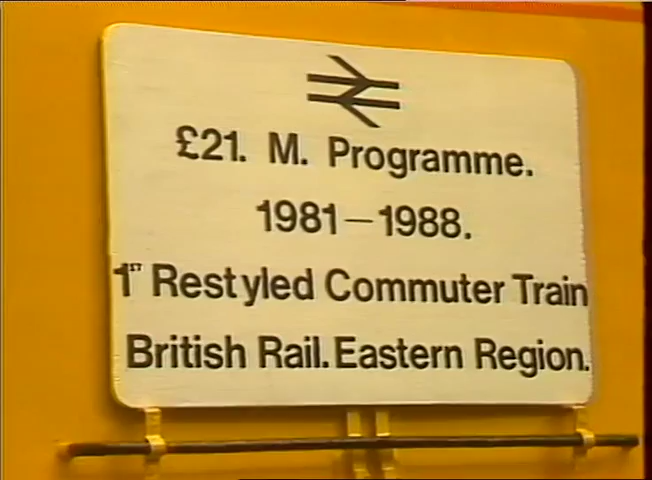 £21. M. Programme.
1981-1988.
1ST Restyled Commuter Train
British Rail. Eastern Region.